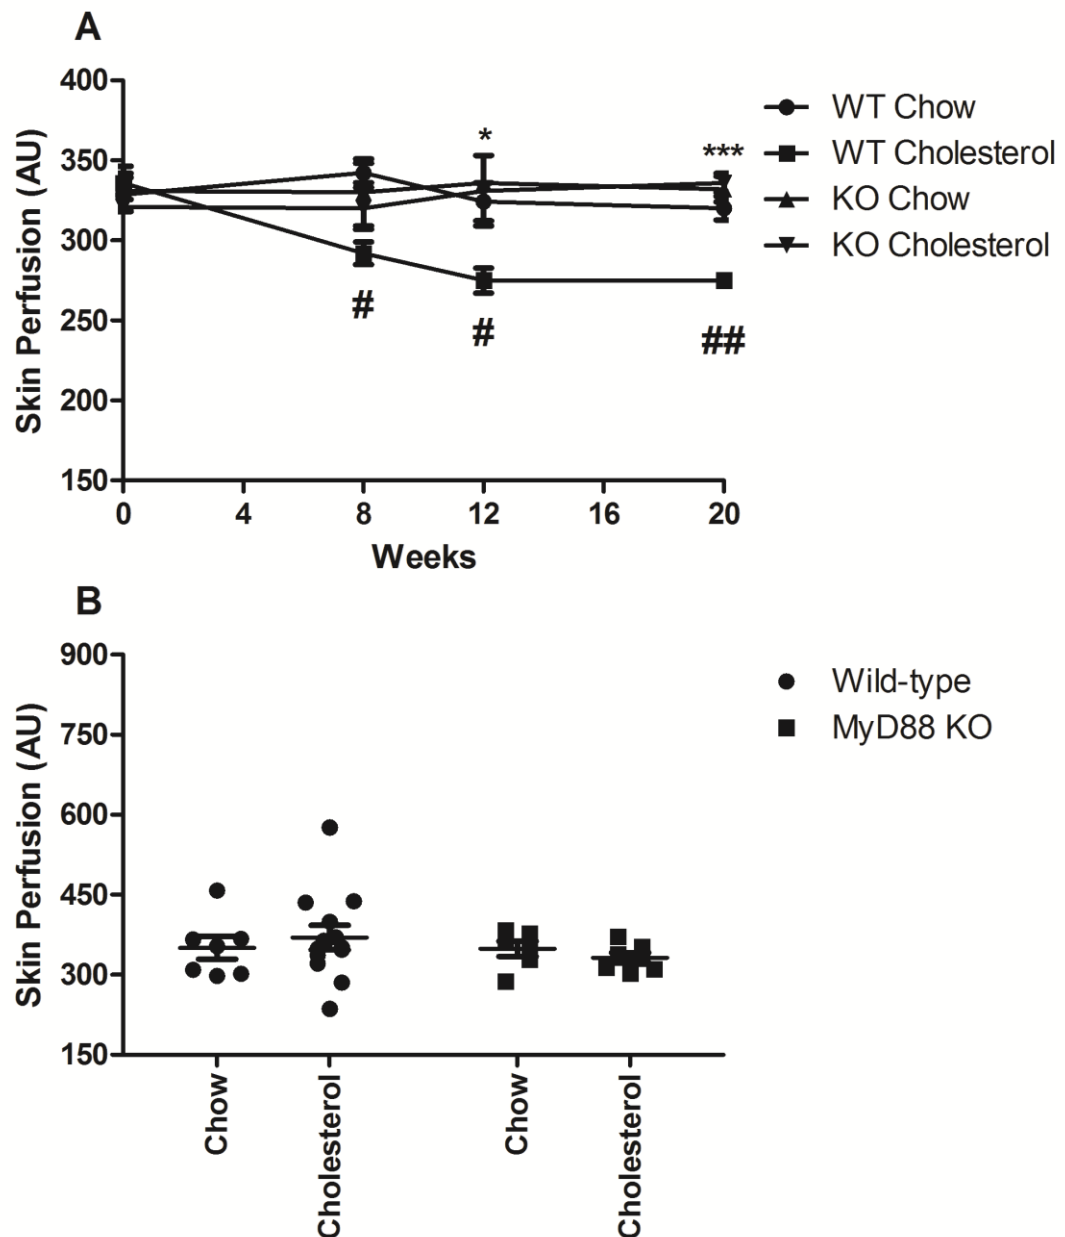 A
Skin Perfusion (AU)
400
350
300
250
200
150
*
***
#
#
##
0 4 8 12 16 20
Weeks
WT Chow
WT Cholesterol
KO Chow
KO Cholesterol
B
Skin Perfusion (AU)
900
750
600
450
300
150
Chow
Cholesterol
Chow
Cholesterol
Wild-type
MyD88 KO